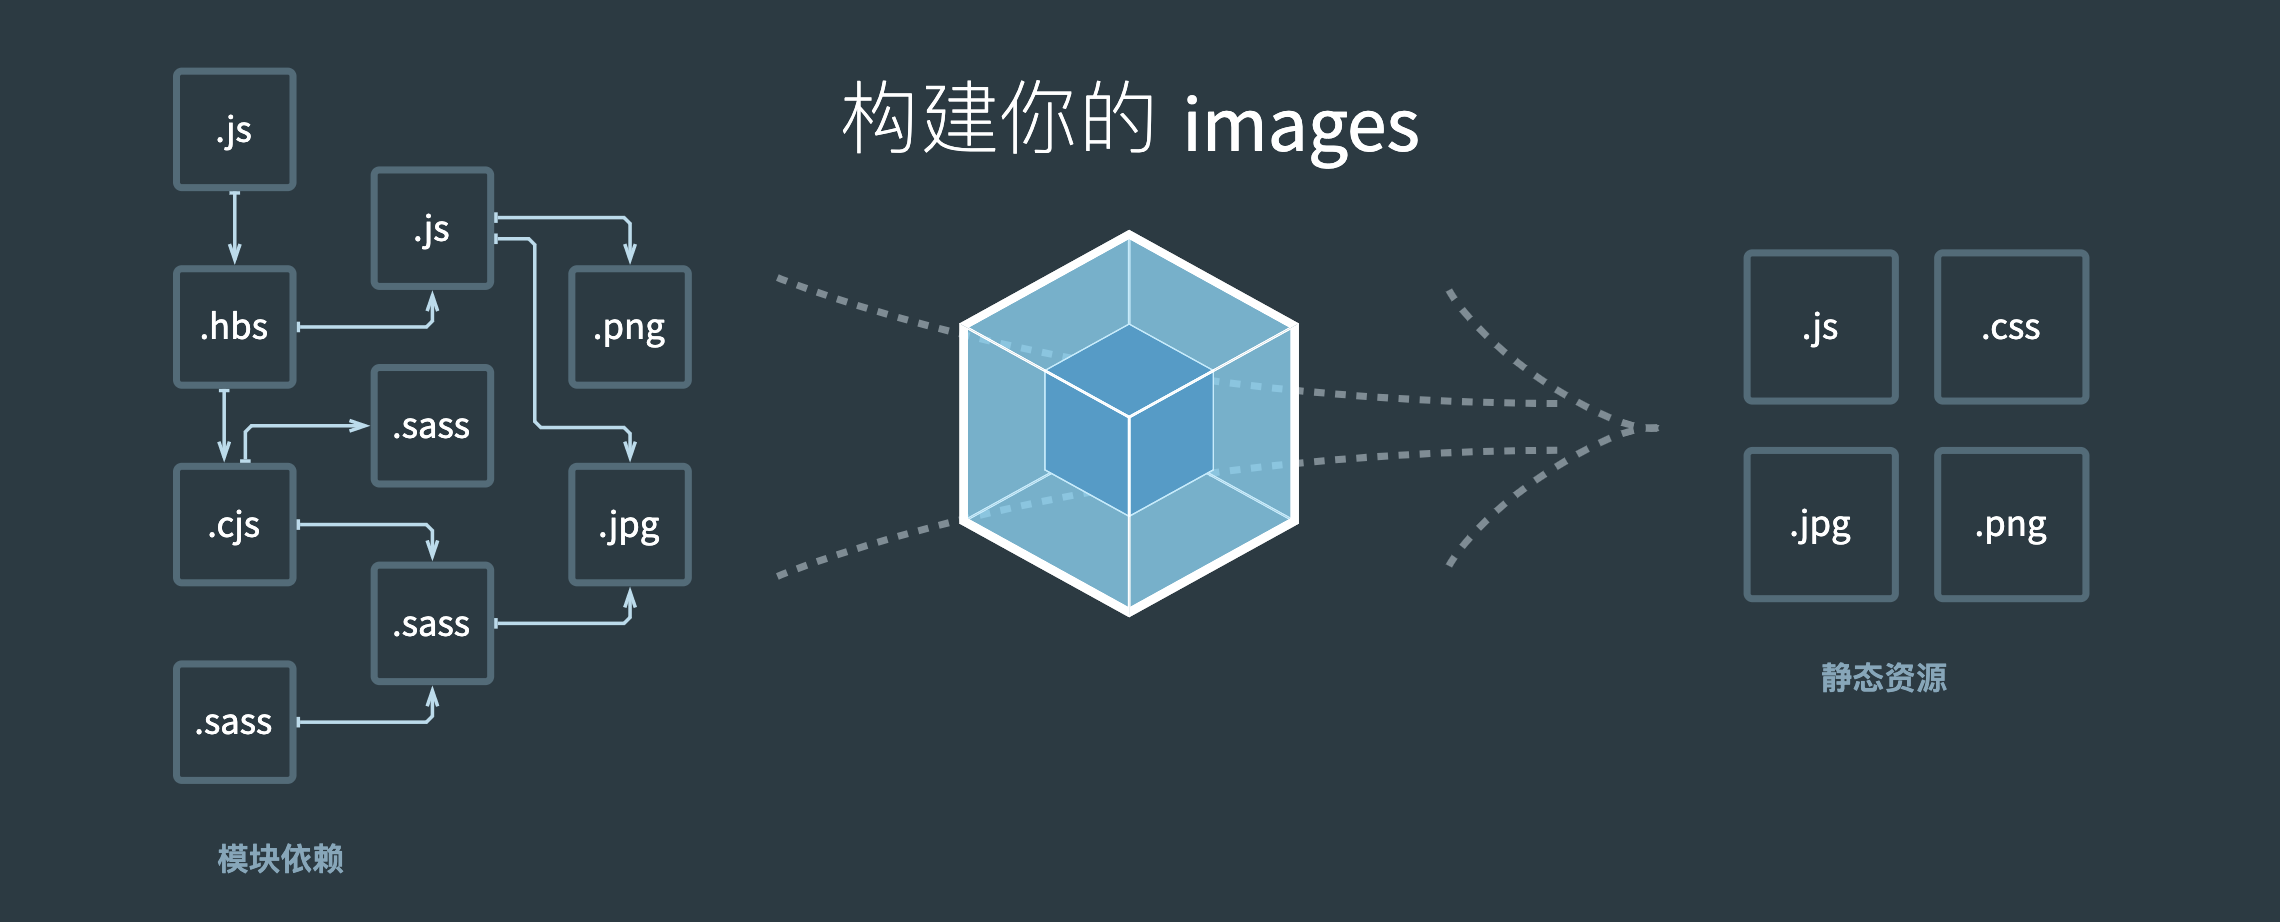 构建你的 images
.js
.js
.hbs
.png
.sass
.cjs
.jpg
.sass
.sass
模块依赖
.js
.css
.jpg
.png
静态资源